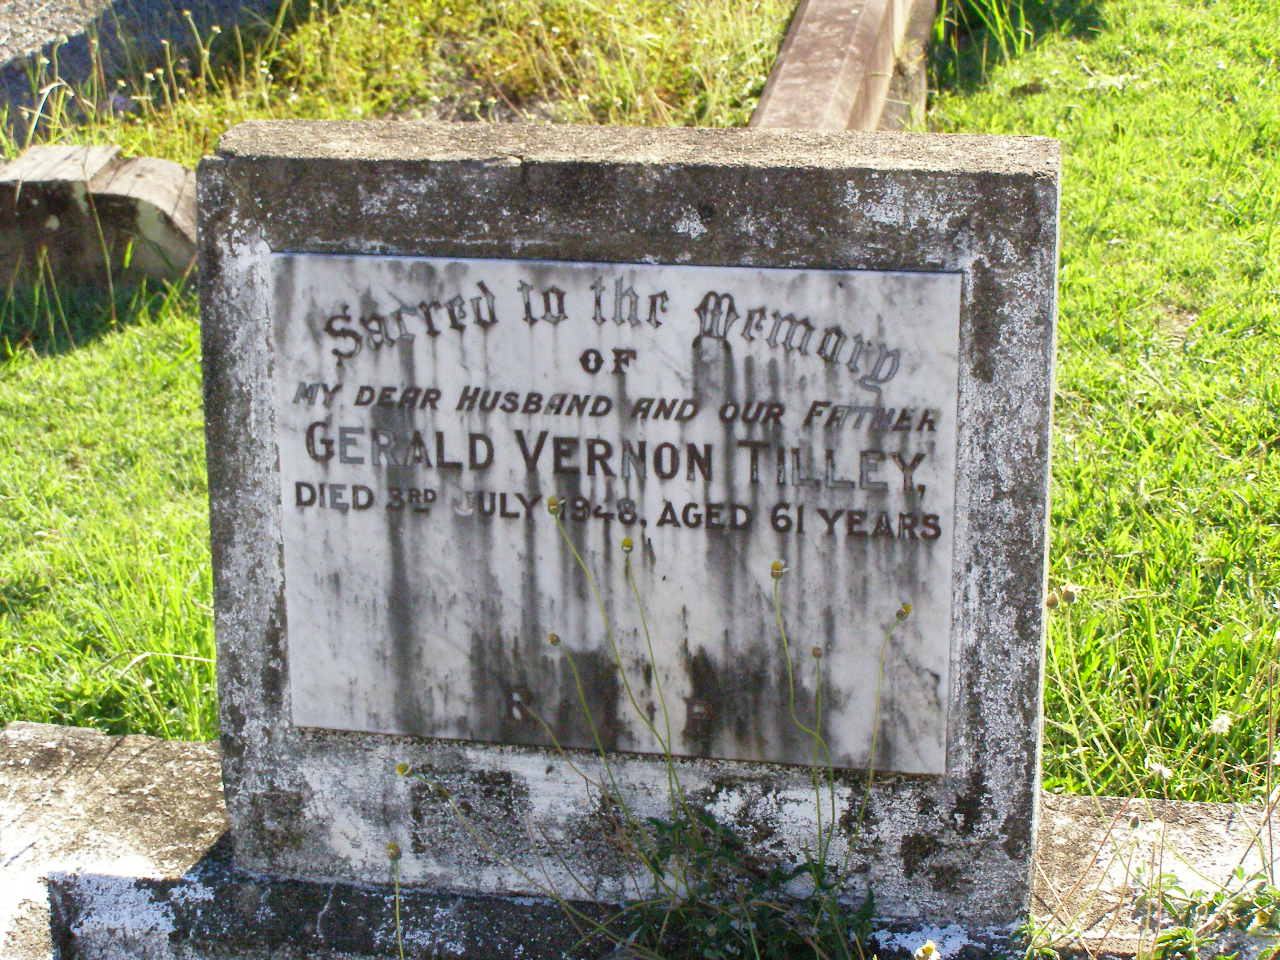 Sacred to the Memory
OF
MY DEAR HUSBAND AND OUR FATHER
GERALD VERNON TILLEY,
DIED 3RD JULY 1948, AGED 61 YEARS
R P